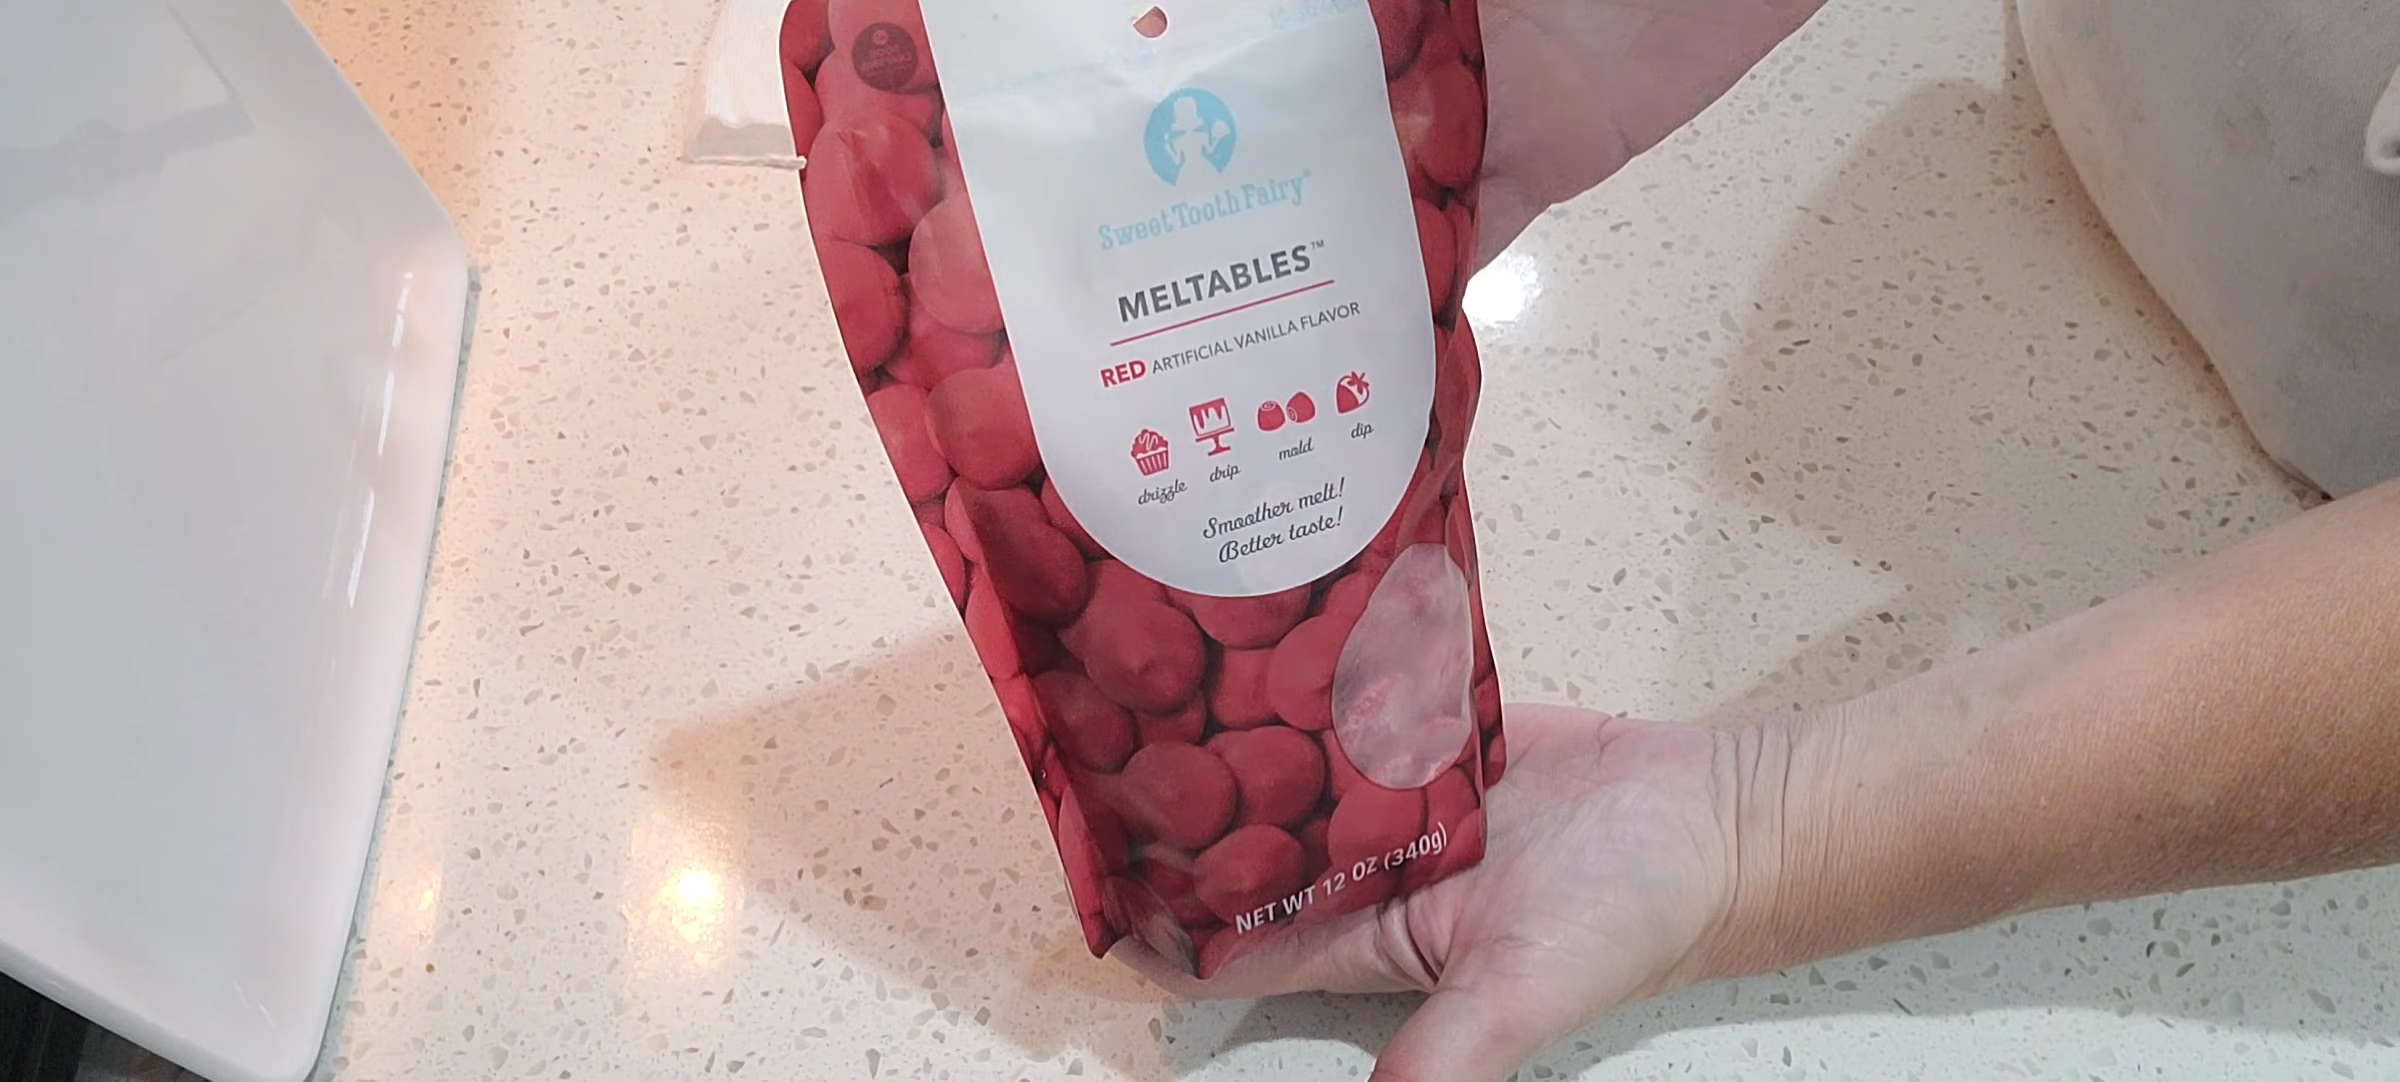 Sweet Tooth Fairy®
MELTABLES™
RED ARTIFICIAL VANILLA FLAVOR
drizzle drip mold dip
Smoother melt!
Better taste!
NET WT 12 OZ (340g)